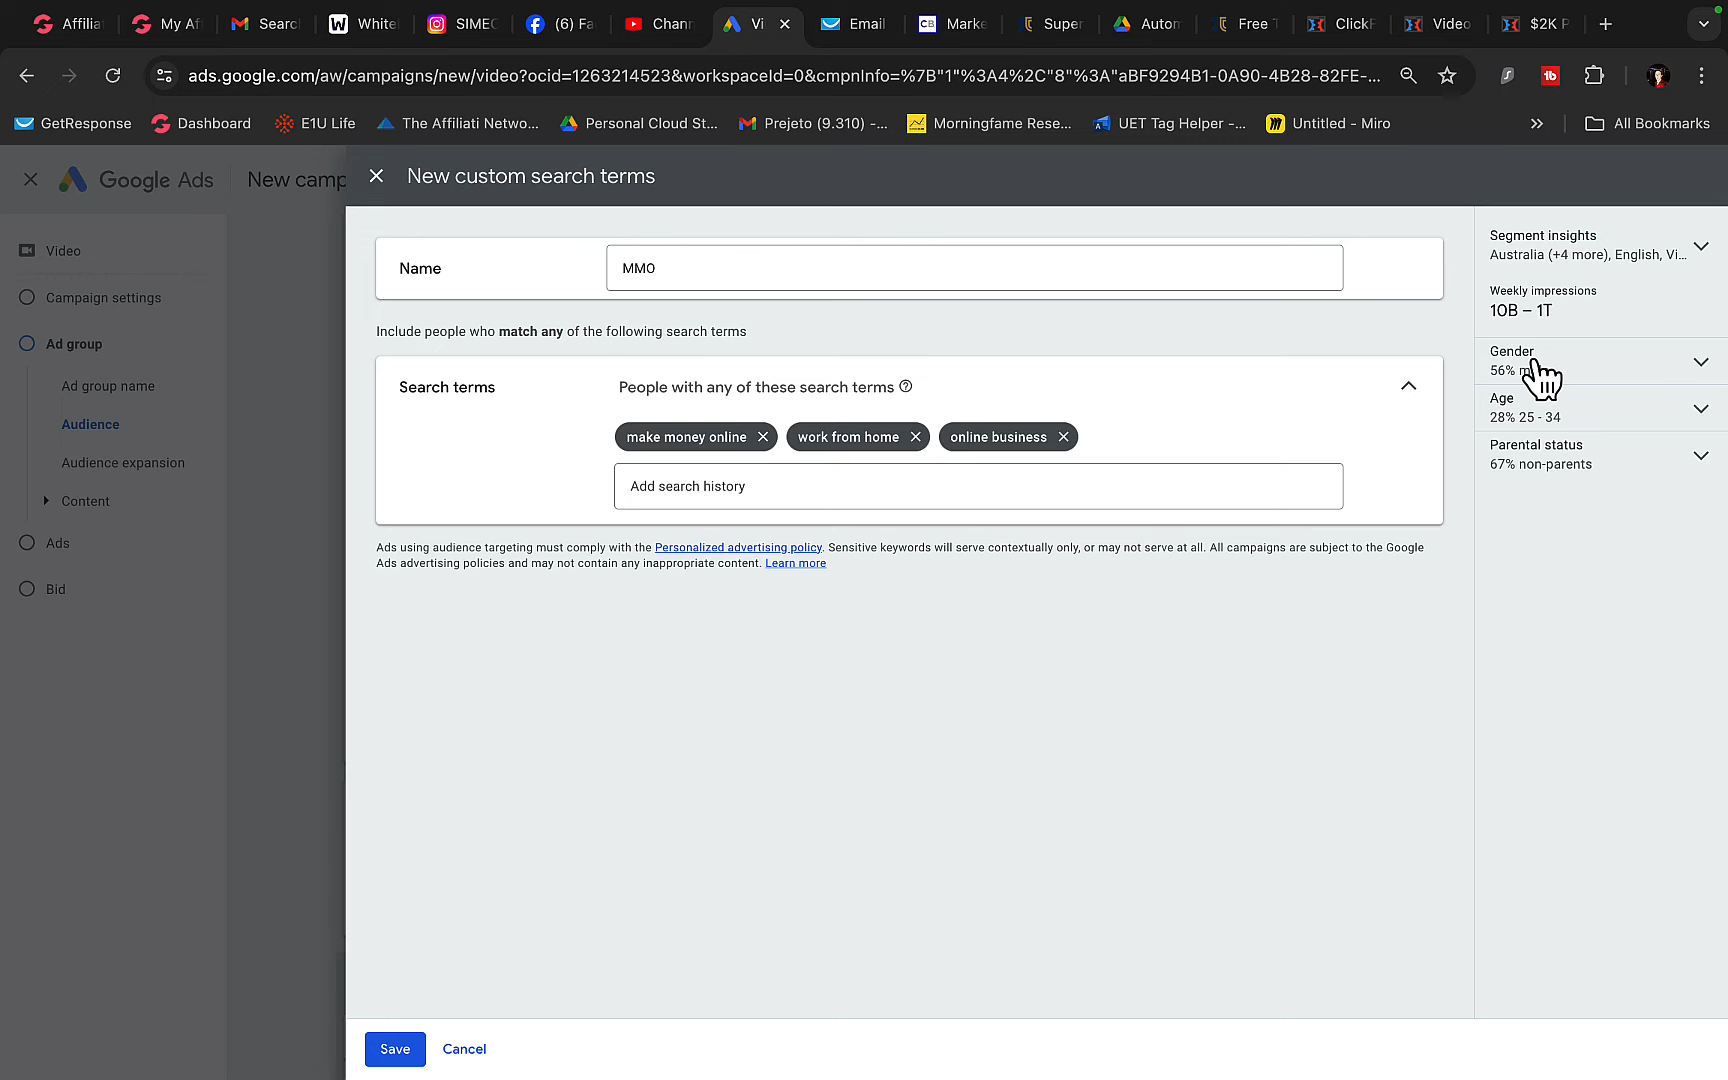 Affilia
My Af
Searc
White
SIMEC
(6) Fa
Chann
Vi
Email
CB
Marke
Super
Autom
Free T
ClickF
Video
$2K P
ads.google.com/aw/campaigns/new/video?ocid=1263214523&workspaceId=0&cmpnInfo=%7B"1"%3A4%2C"8"%3A"aBF9294B1-0A90-4B28-82FE-...
GetResponse
Dashboard
E1U Life
The Affiliati Netwo...
Personal Cloud St...
Prejeto (9.310) -...
Morningfame Rese...
UET Tag Helper -...
Untitled - Miro
All Bookmarks
Google Ads
New camp
New custom search terms
Video
Campaign settings
Ad group
Ad group name
Audience
Audience expansion
Content
Ads
Bid
Name
MMO
Include people who match any of the following search terms
Search terms
People with any of these search terms
make money online
work from home
online business
Add search history
Ads using audience targeting must comply with the Personalized advertising policy. Sensitive keywords will serve contextually only, or may not serve at all. All campaigns are subject to the Google
Ads advertising policies and may not contain any inappropriate content. Learn more
Save
Cancel
Segment insights
Australia (+4 more), English, Vi...
Weekly impressions
10B – 1T
Gender
56% m
Age
28% 25 - 34
Parental status
67% non-parents